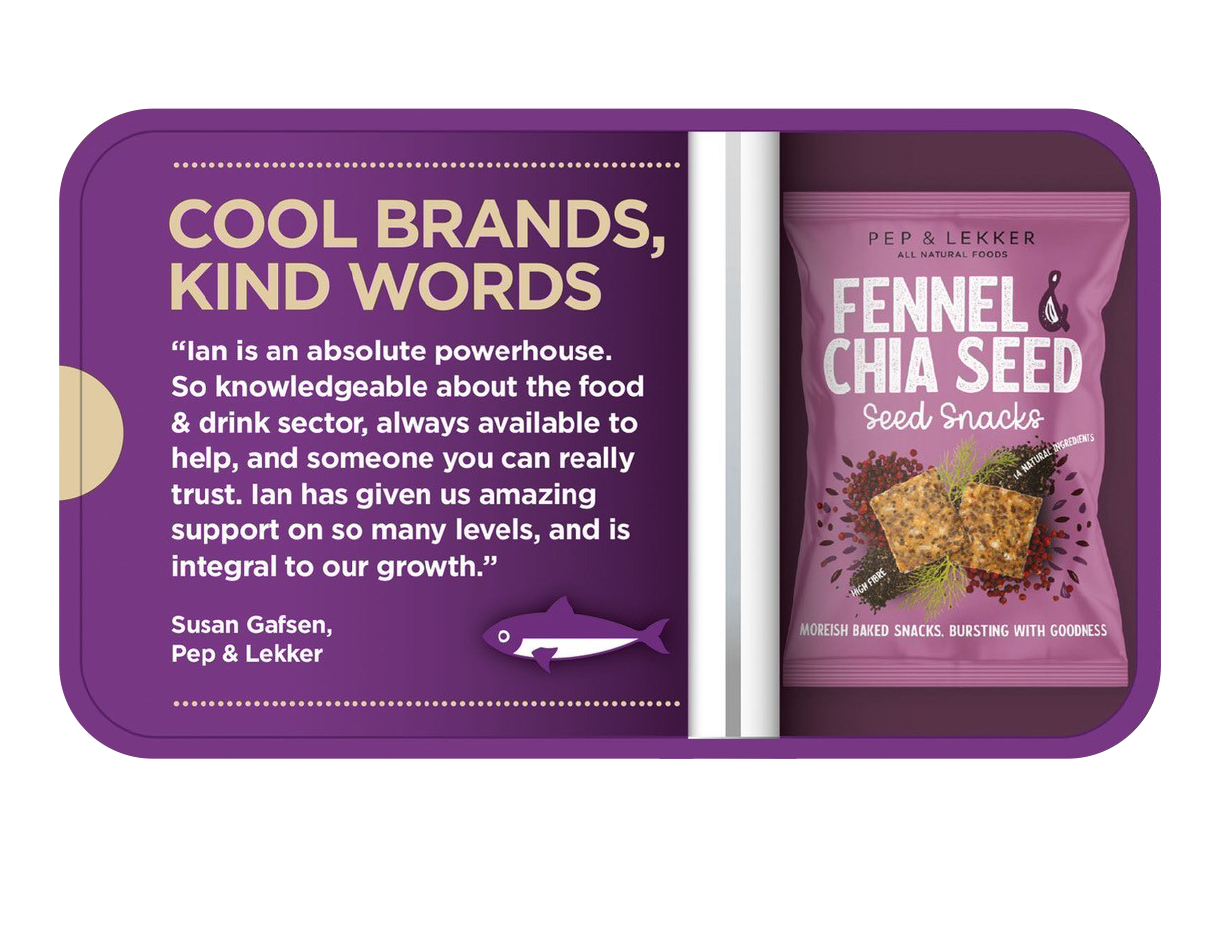 COOL BRANDS,
KIND WORDS
“Ian is an absolute powerhouse.
So knowledgeable about the food
& drink sector, always available to
help, and someone you can really
trust. Ian has given us amazing
support on so many levels, and is
integral to our growth.”
Susan Gafsen,
Pep & Lekker
PEP & LEKKER
ALL NATURAL FOODS
FENNEL &
CHIA SEED
Seed Snacks
14 NATURAL INGREDIENTS
HIGH FIBRE
MOREISH BAKED SNACKS, BURSTING WITH GOODNESS